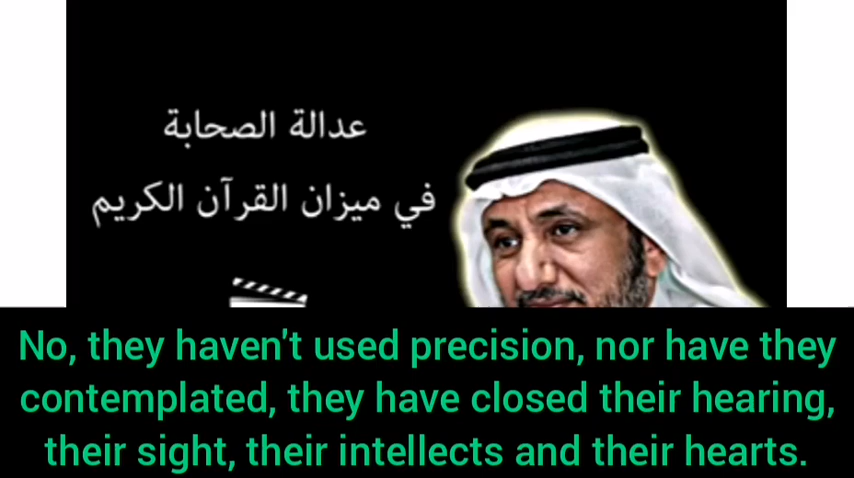 عدالة الصحابة
في ميزان القرآن الكريم
No, they haven't used precision, nor have they
contemplated, they have closed their hearing,
their sight, their intellects and their hearts.